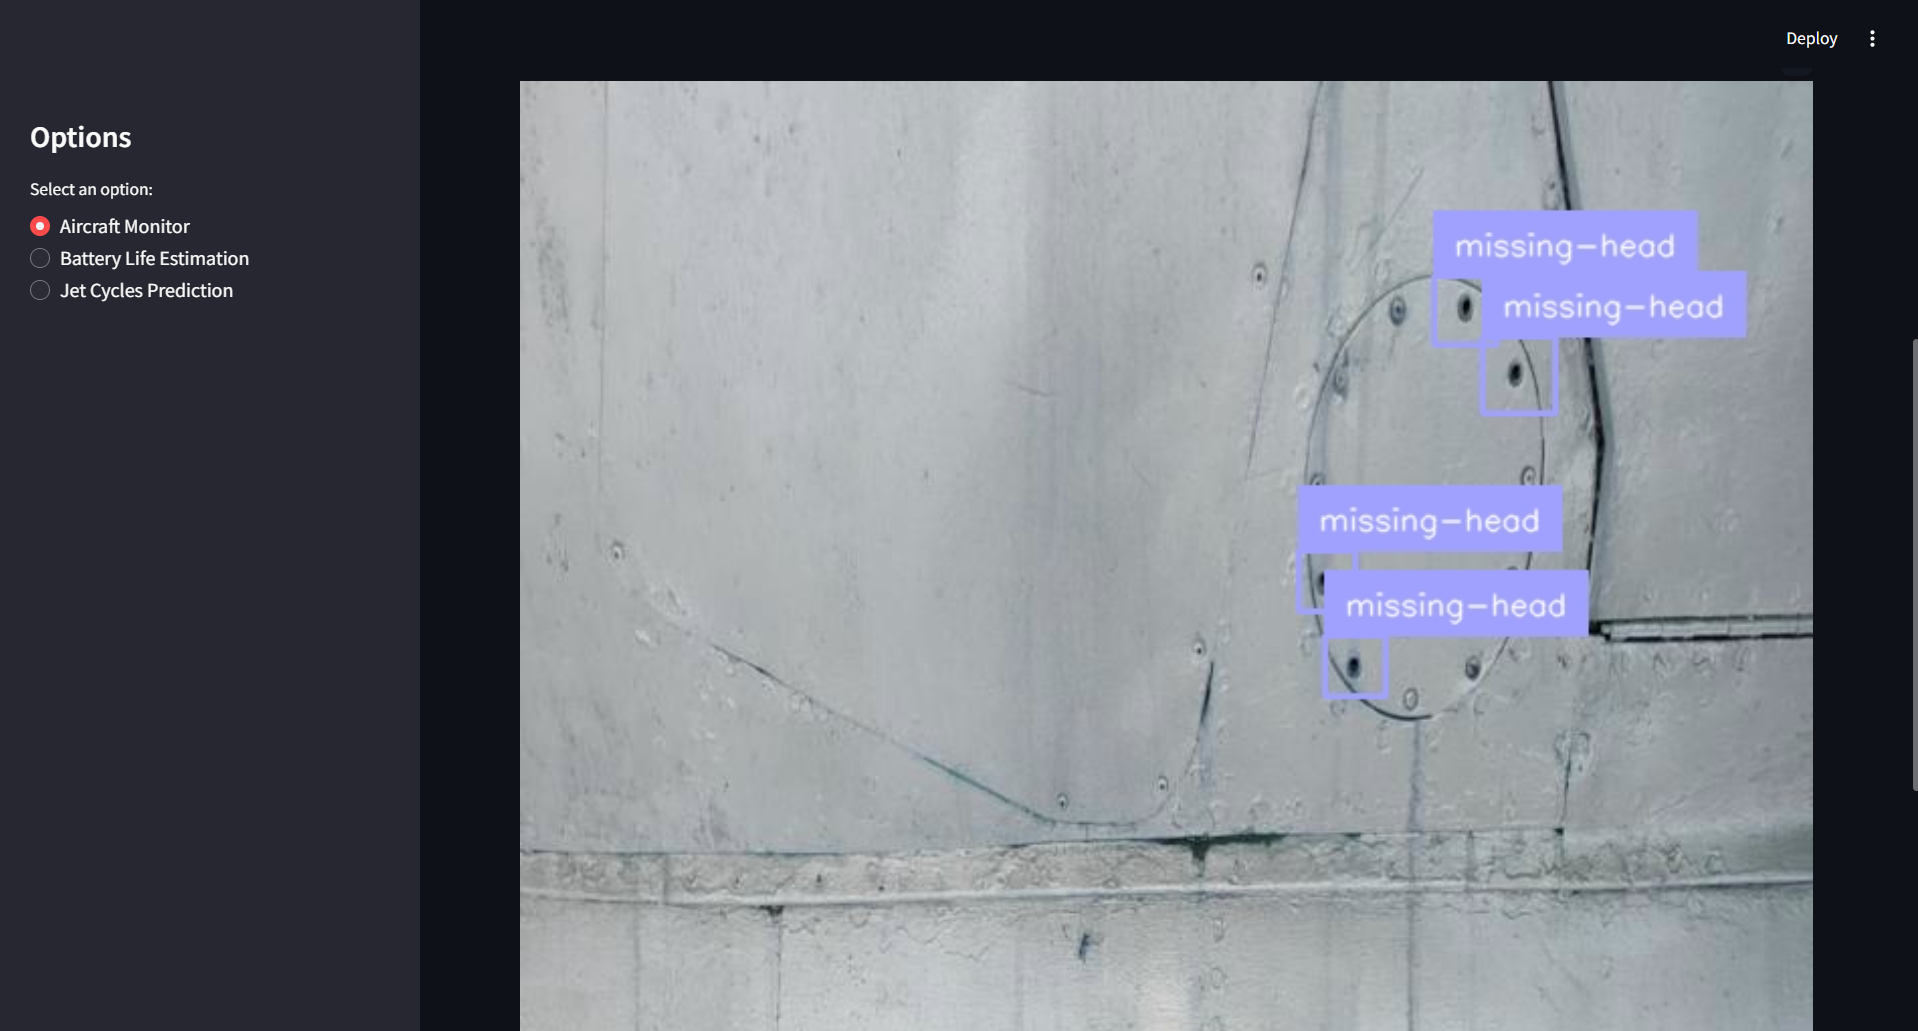 Deploy
Options
Select an option:
Aircraft Monitor
Battery Life Estimation
Jet Cycles Prediction
missing-head
missing-head
missing-head
missing-head